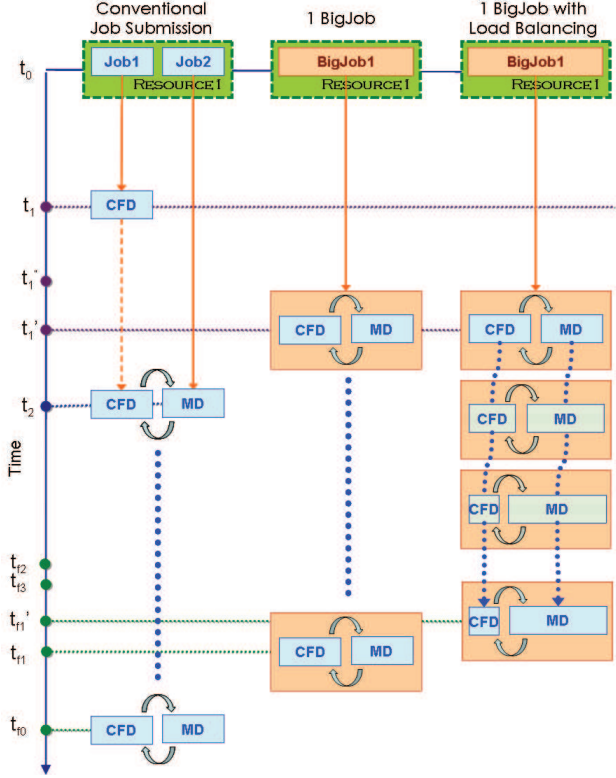 Conventional
Job Submission
1 BigJob
1 BigJob with
Load Balancing
t0
Job1 Job2
RESOURCE1
BigJob1
RESOURCE1
BigJob1
RESOURCE1
t1
CFD
t1"
t1'
CFD MD
CFD MD
t2
CFD MD
CFD MD
Time
CFD MD
tf2
tf3
tf1'
CFD MD
tf1
CFD MD
tf0
CFD MD